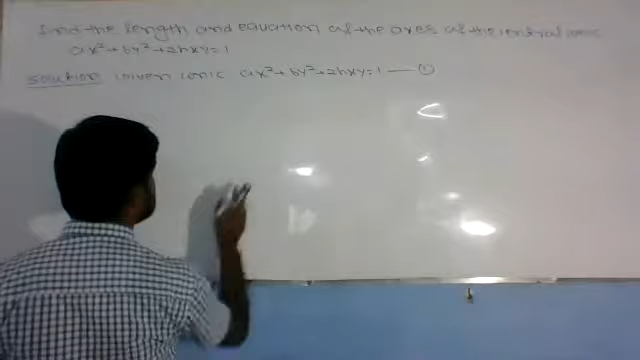 Find the length and equation of the axes of the central conic
ax²+by²+2hxy=1
Solution Given conic ax²+by²+2hxy=1 — ①